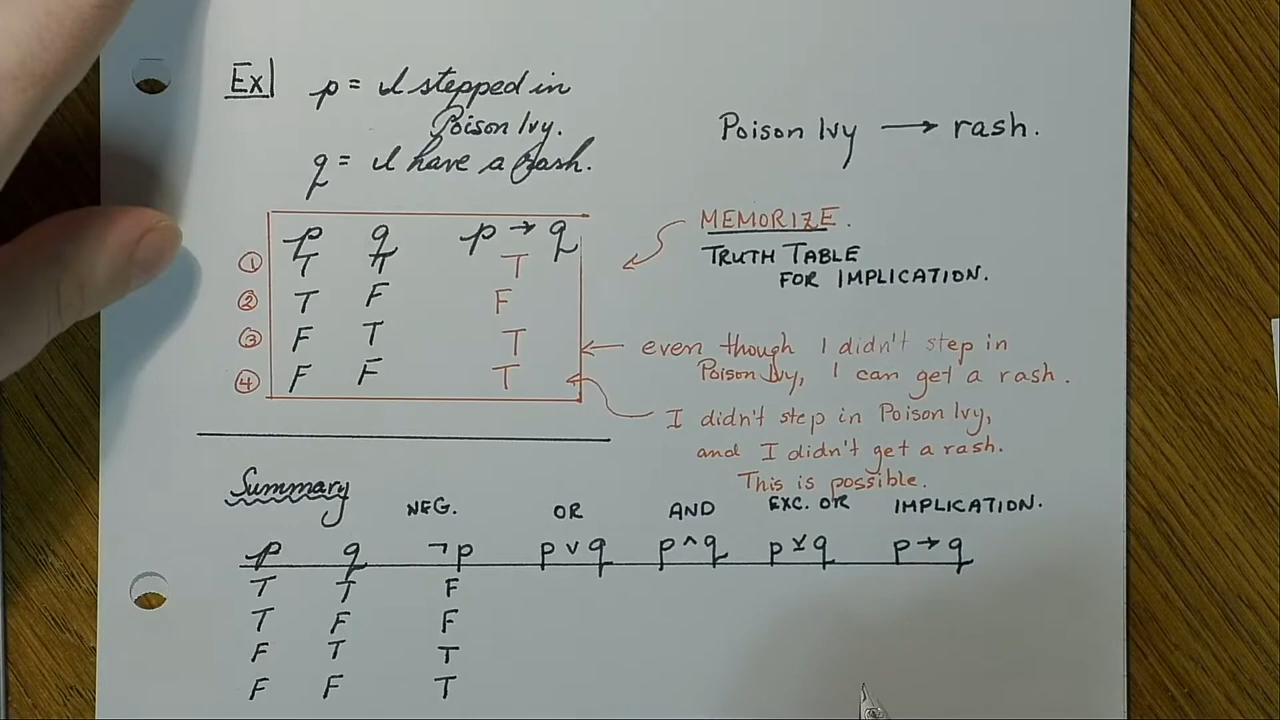 Ex1 p = I stepped in
Poison Ivy.
q = I have a rash.
Poison Ivy → rash.
p q p → q
① T T T
② T F F
③ F T T
④ F F T
MEMORIZE.
TRUTH TABLE
FOR IMPLICATION.
even though I didn't step in
Poison Ivy, I can get a rash.
I didn't step in Poison Ivy,
and I didn't get a rash.
This is possible.
Summary
NEG. OR AND EXC. OR IMPLICATION.
p q ¬p p ∨ q p ∧ q p ⊻ q p → q
T T F
T F F
F T T
F F T